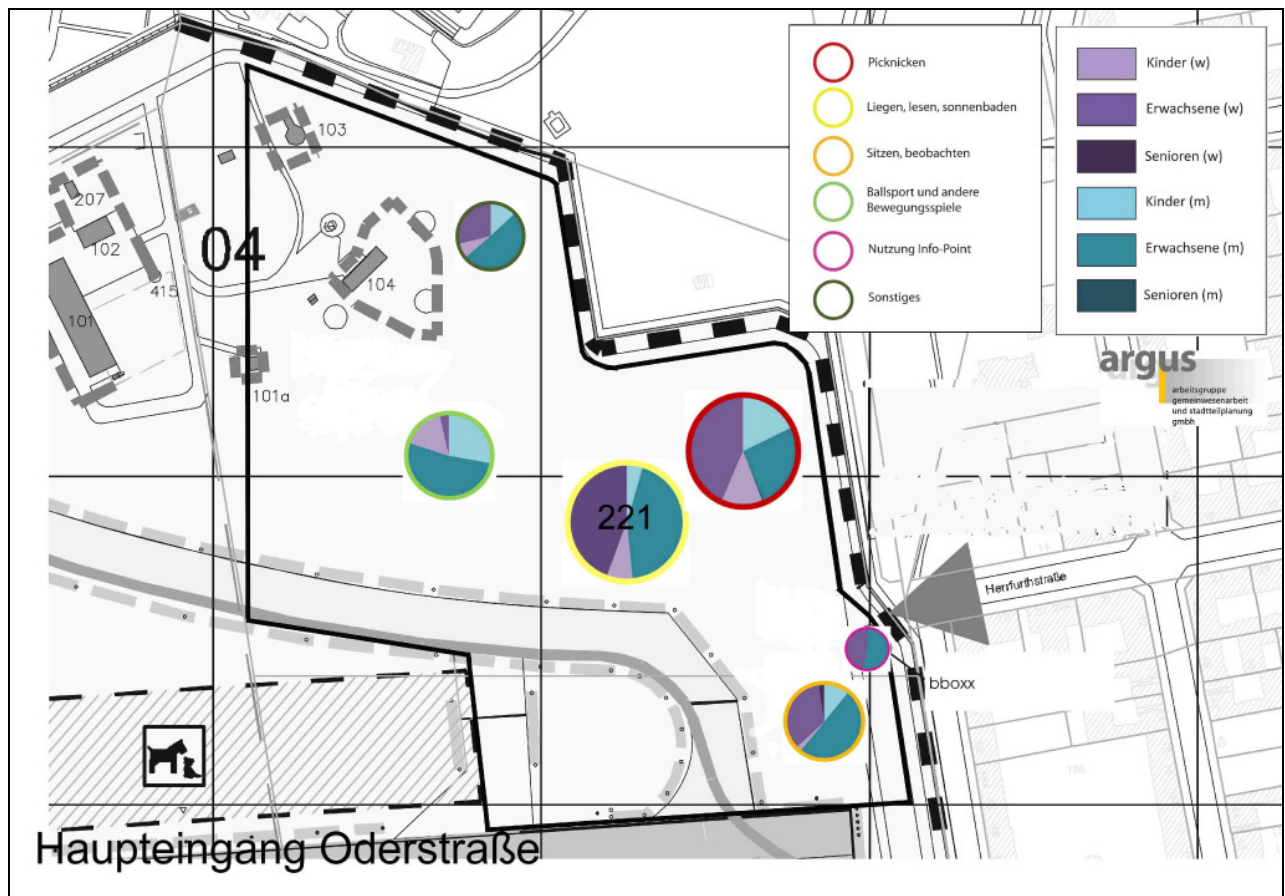 Picknicken
Liegen, lesen, sonnenbaden
Sitzen, beobachten
Ballsport und andere
Bewegungsspiele
Nutzung Info-Point
Sonstiges
Kinder (w)
Erwachsene (w)
Senioren (w)
Kinder (m)
Erwachsene (m)
Senioren (m)
argus
arbeitsgruppe
gemeinwesenarbeit
und stadtteilplanung
gmbh
103
207
102
04
104
415
101
101a
221
Herrfurthstraße
bboxx
166
Haupteingang Oderstraße